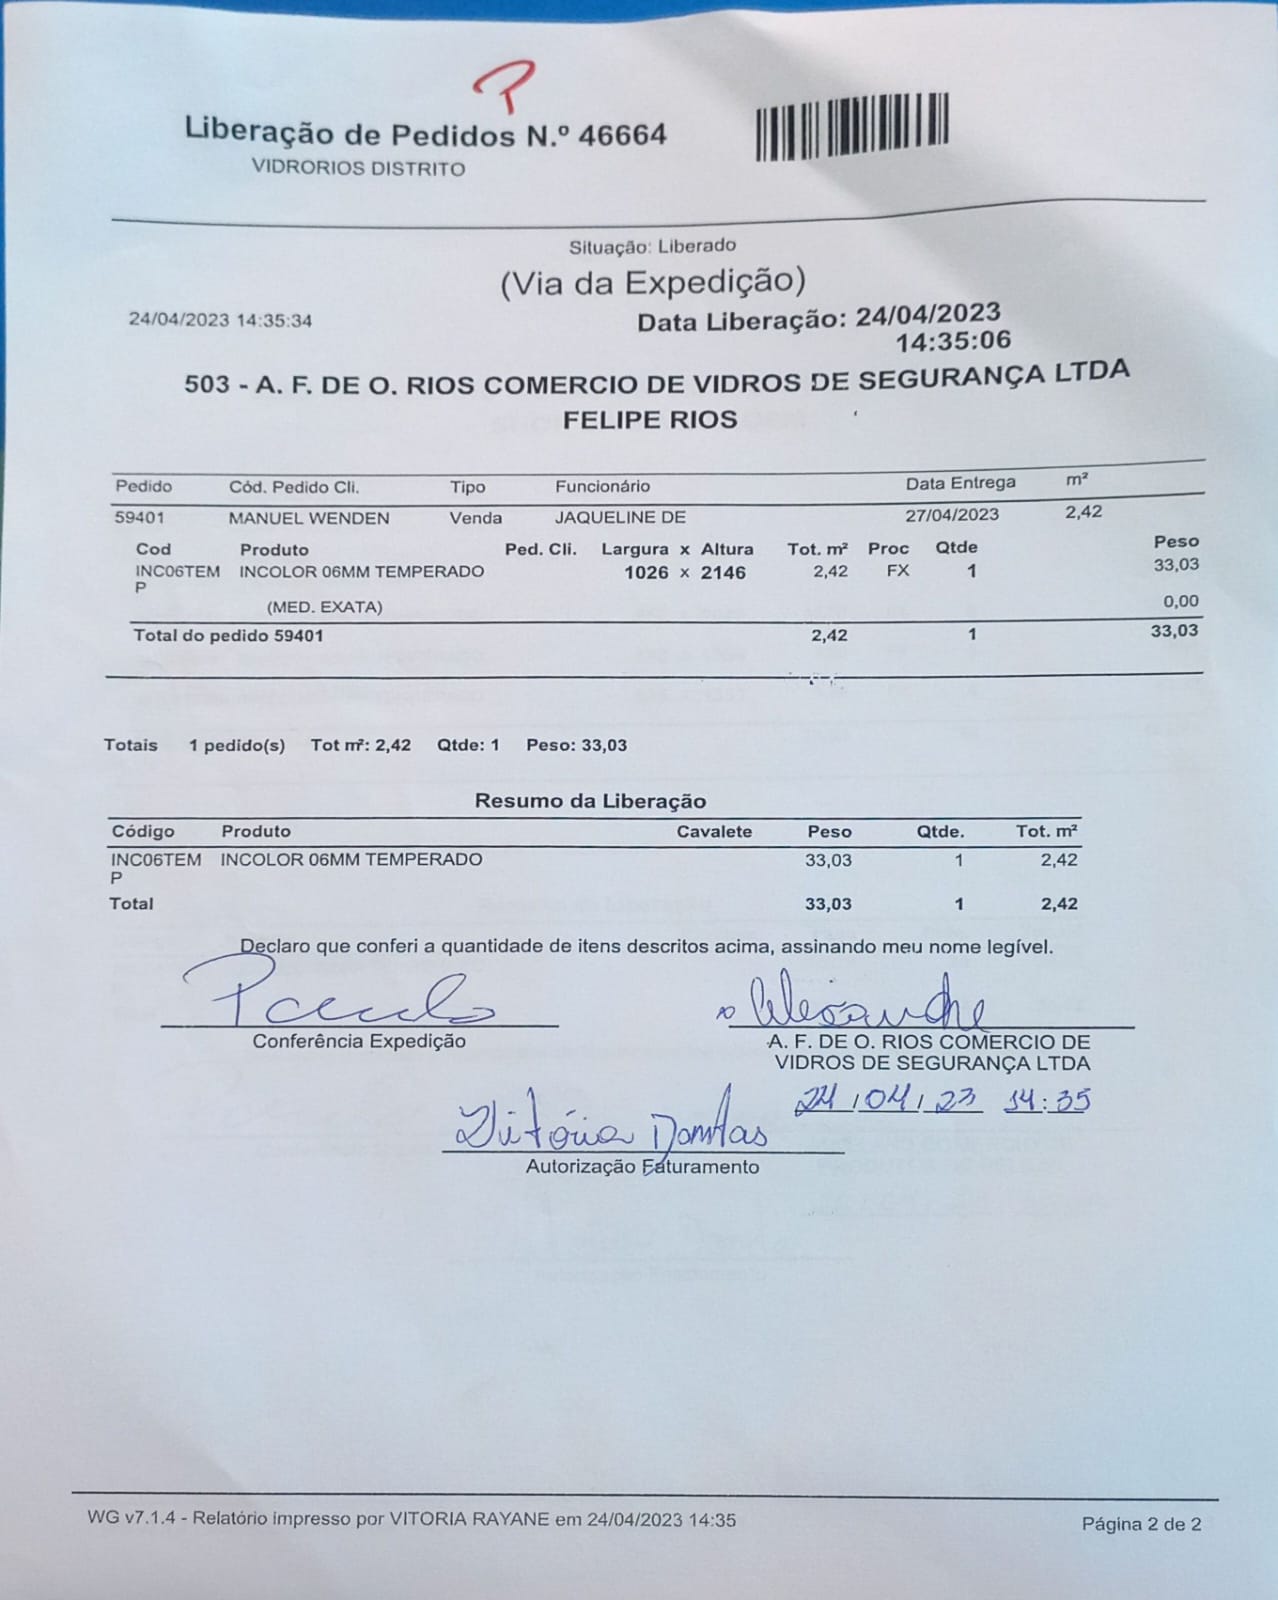 Liberação de Pedidos N.º 46664
VIDRORIOS DISTRITO
Situação: Liberado
(Via da Expedição)
24/04/2023 14:35:34
Data Liberação: 24/04/2023
14:35:06
503 - A. F. DE O. RIOS COMERCIO DE VIDROS DE SEGURANÇA LTDA
FELIPE RIOS
Pedido Cód. Pedido Cli. Tipo Funcionário Data Entrega m²
59401 MANUEL WENDEN Venda JAQUELINE DE 27/04/2023 2,42
Cod Produto Ped. Cli. Largura x Altura Tot. m² Proc Qtde Peso
INC06TEM INCOLOR 06MM TEMPERADO 1026 x 2146 2,42 FX 1 33,03
P
(MED. EXATA) 0,00
Total do pedido 59401 2,42 1 33,03
Totais 1 pedido(s) Tot m²: 2,42 Qtde: 1 Peso: 33,03
Resumo da Liberação
Código Produto Cavalete Peso Qtde. Tot. m²
INC06TEM INCOLOR 06MM TEMPERADO 33,03 1 2,42
P
Total 33,03 1 2,42
Declaro que conferi a quantidade de itens descritos acima, assinando meu nome legível.
Conferência Expedição
A. F. DE O. RIOS COMERCIO DE
VIDROS DE SEGURANÇA LTDA
24/04/23 14:35
Vitória Dantas
Autorização Faturamento
WG v7.1.4 - Relatório impresso por VITORIA RAYANE em 24/04/2023 14:35
Página 2 de 2